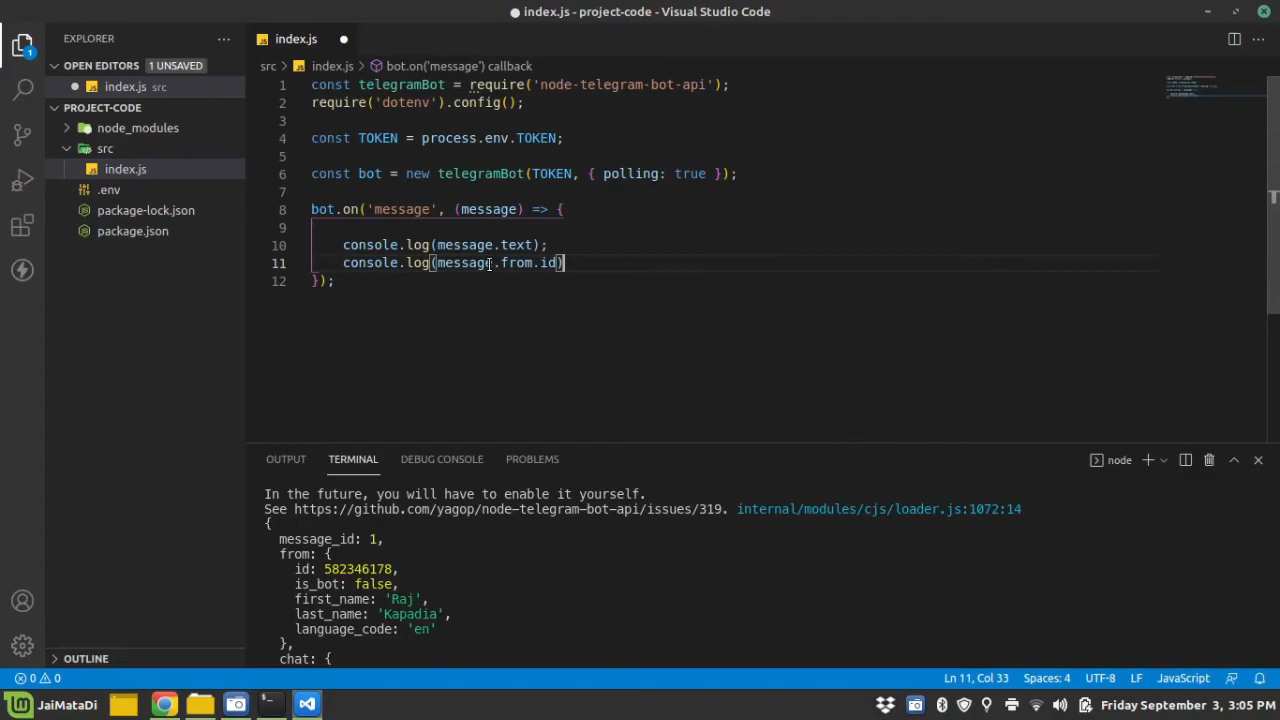 index.js - project-code - Visual Studio Code
EXPLORER
OPEN EDITORS 1 UNSAVED
index.js src
PROJECT-CODE
node_modules
src
index.js
.env
package-lock.json
package.json
OUTLINE
index.js
src > index.js > bot.on('message') callback
1 const telegramBot = require('node-telegram-bot-api');
2 require('dotenv').config();
3
4 const TOKEN = process.env.TOKEN;
5
6 const bot = new telegramBot(TOKEN, { polling: true });
7
8 bot.on('message', (message) => {
9
10 console.log(message.text);
11 console.log(message.from.id)
12 });
OUTPUT TERMINAL DEBUG CONSOLE PROBLEMS
node
In the future, you will have to enable it yourself.
See https://github.com/yagop/node-telegram-bot-api/issues/319. internal/modules/cjs/loader.js:1072:14
{
message_id: 1,
from: {
id: 582346178,
is_bot: false,
first_name: 'Raj',
last_name: 'Kapadia',
language_code: 'en'
},
chat: {
0 0 Ln 11, Col 33 Spaces: 4 UTF-8 LF JavaScript
JaiMataDi Friday September 3, 3:05 PM